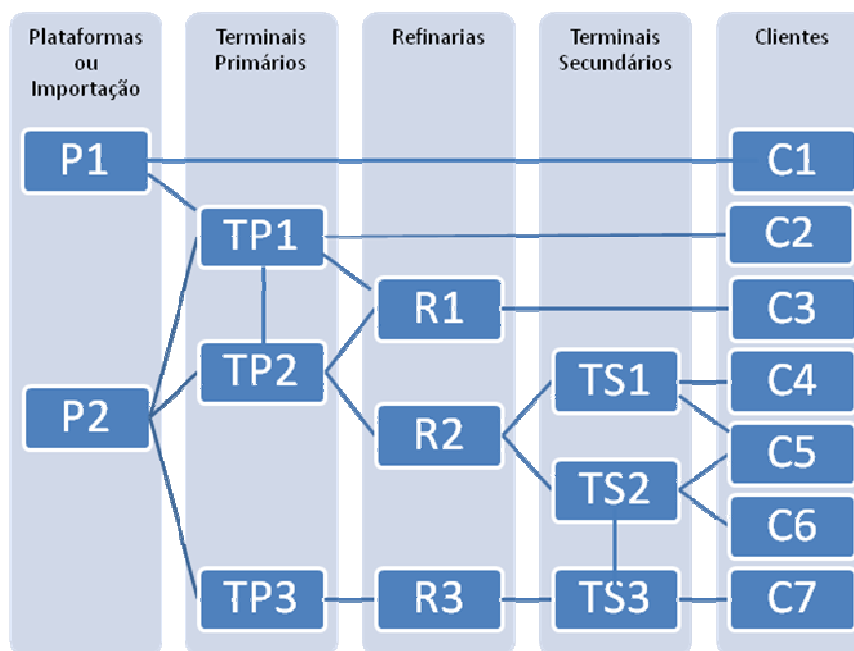 Plataformas
ou
Importação
Terminais
Primários
Refinarias
Terminais
Secundários
Clientes
P1
C1
TP1
C2
R1
C3
TP2
TS1
C4
P2
R2
C5
TS2
C6
TP3
R3
TS3
C7